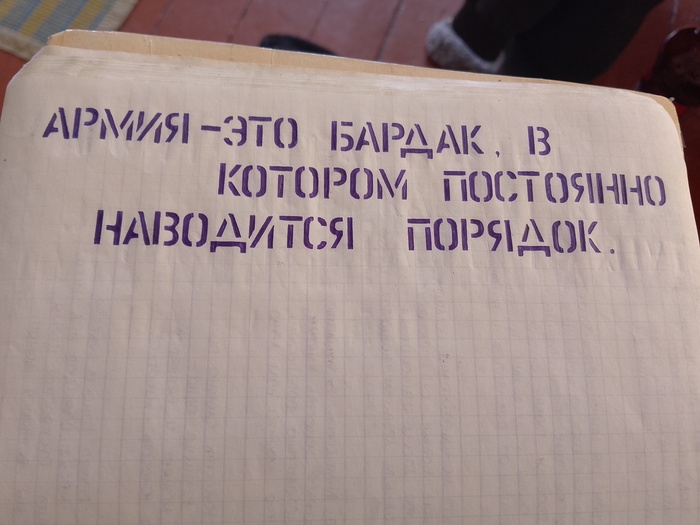 АРМИЯ-ЭТО БАРДАК, В
КОТОРОМ ПОСТОЯННО
НАВОДИТСЯ ПОРЯДОК.